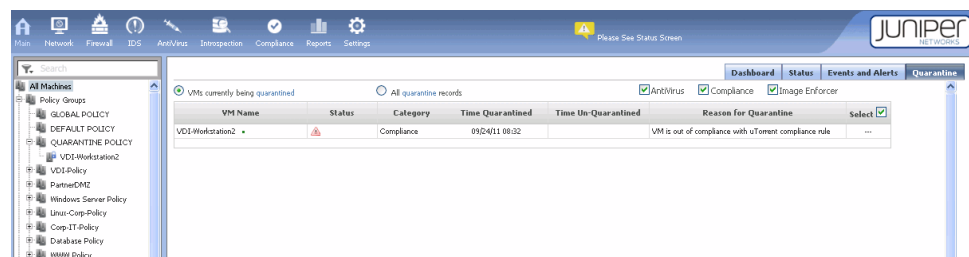 Main Network Firewall IDS AntiVirus Introspection Compliance Reports Settings
Please See Status Screen
JUNIPEr
NETWORKS
Search
Dashboard Status Events and Alerts Quarantine
All Machines
VMs currently being quarantined
All quarantine records
AntiVirus Compliance Image Enforcer
Policy Groups
GLOBAL POLICY
DEFAULT POLICY
QUARANTINE POLICY
VDI-Workstation2
VDI-Policy
PartnerDMZ
Windows Server Policy
Linux-Corp-Policy
Corp-IT-Policy
Database Policy
WWW Policy
VM Name Status Category Time Quarantined Time Un-Quarantined Reason for Quarantine Select
VDI-Workstation2 Compliance 09/24/11 08:32 VM is out of compliance with uTorrent compliance rule ---